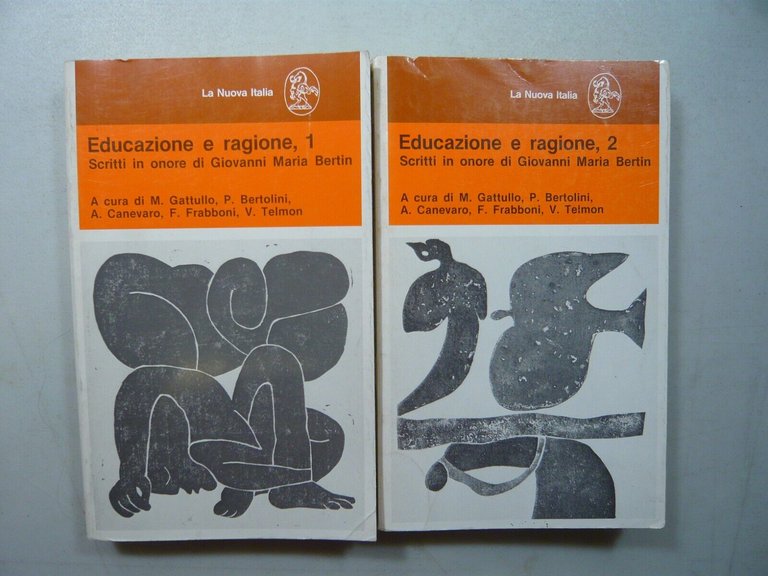 La Nuova Italia
Educazione e ragione, 1
Scritti in onore di Giovanni Maria Bertin
A cura di M. Gattullo, P. Bertolini,
A. Canevaro, F. Frabboni, V. Telmon
La Nuova Italia
Educazione e ragione, 2
Scritti in onore di Giovanni Maria Bertin
A cura di M. Gattullo, P. Bertolini,
A. Canevaro, F. Frabboni, V. Telmon